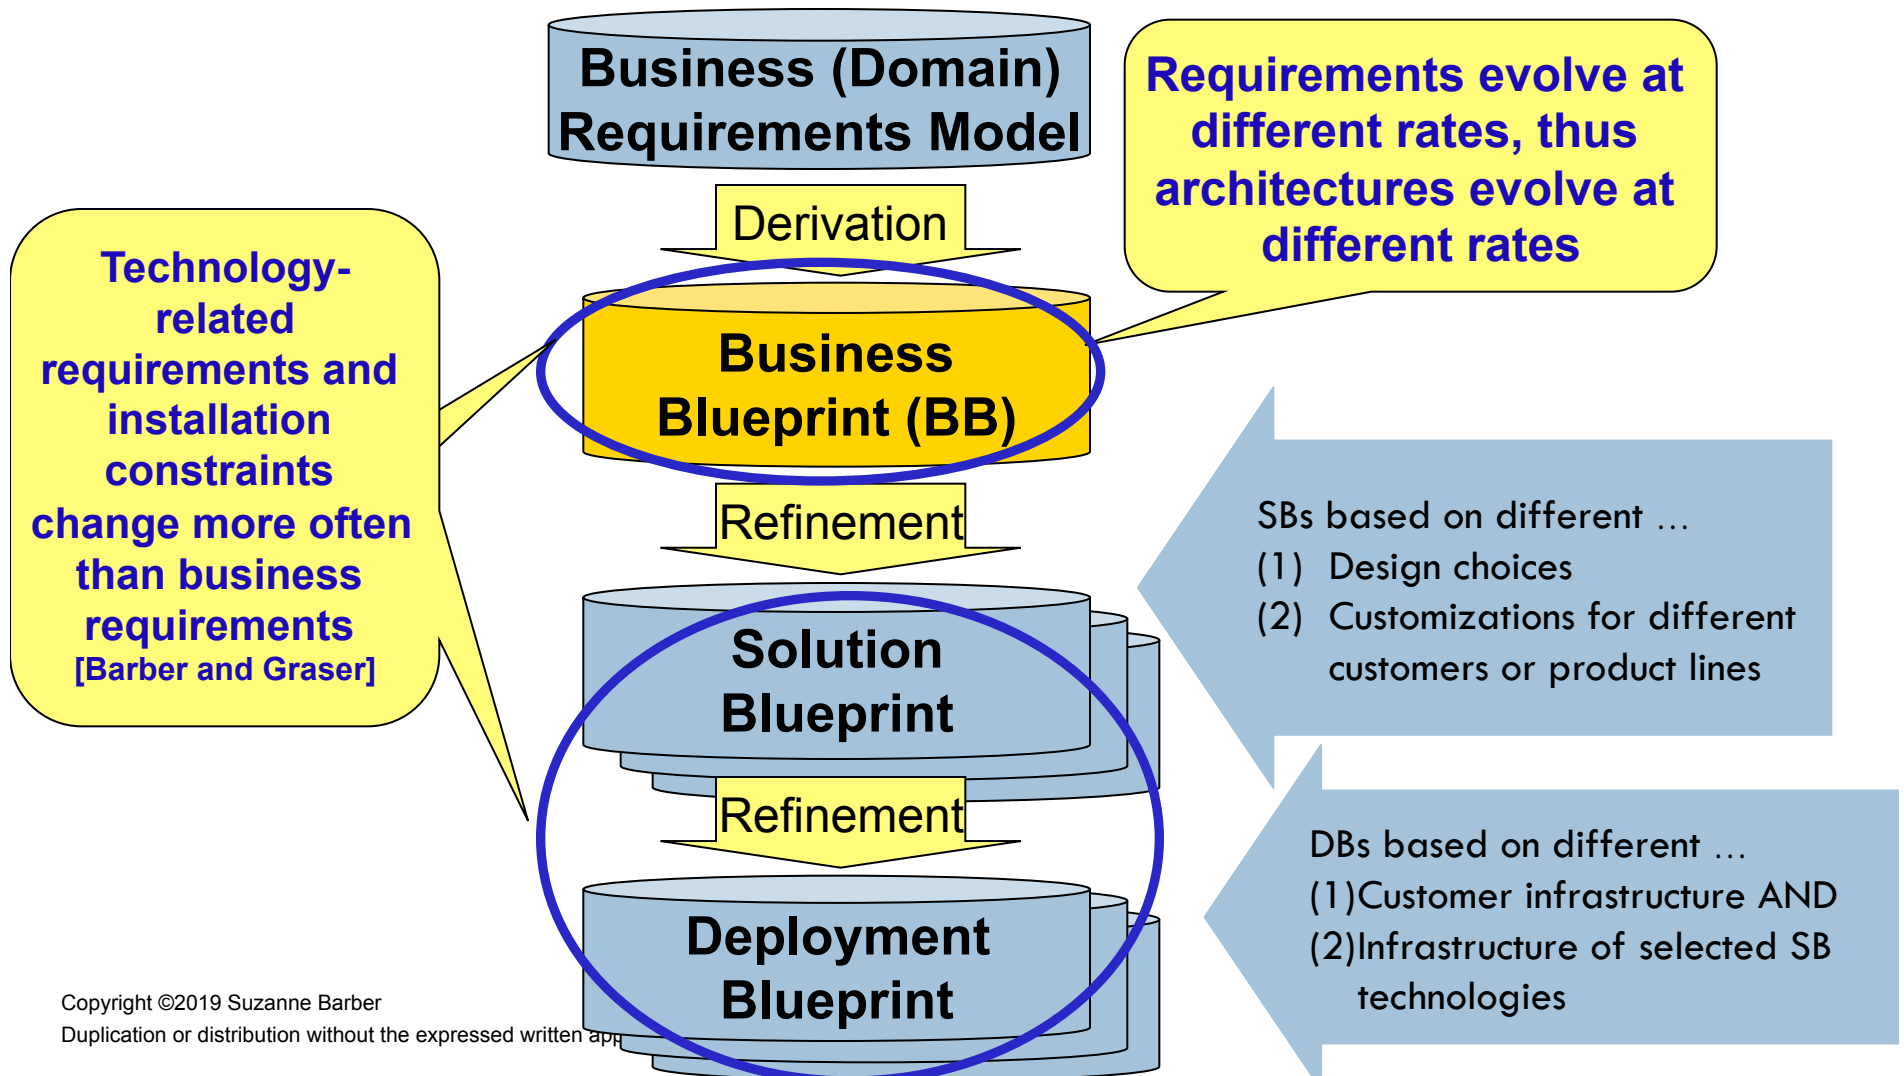 Business (Domain)
Requirements Model
Requirements evolve at
different rates, thus
architectures evolve at
different rates
Derivation
Technology-
related
requirements and
installation
constraints
change more often
than business
requirements
[Barber and Graser]
Business
Blueprint (BB)
Refinement
SBs based on different …
(1) Design choices
(2) Customizations for different
customers or product lines
Solution
Blueprint
Refinement
DBs based on different …
(1)Customer infrastructure AND
(2)Infrastructure of selected SB
technologies
Deployment
Blueprint
Copyright ©2019 Suzanne Barber
Duplication or distribution without the expressed written